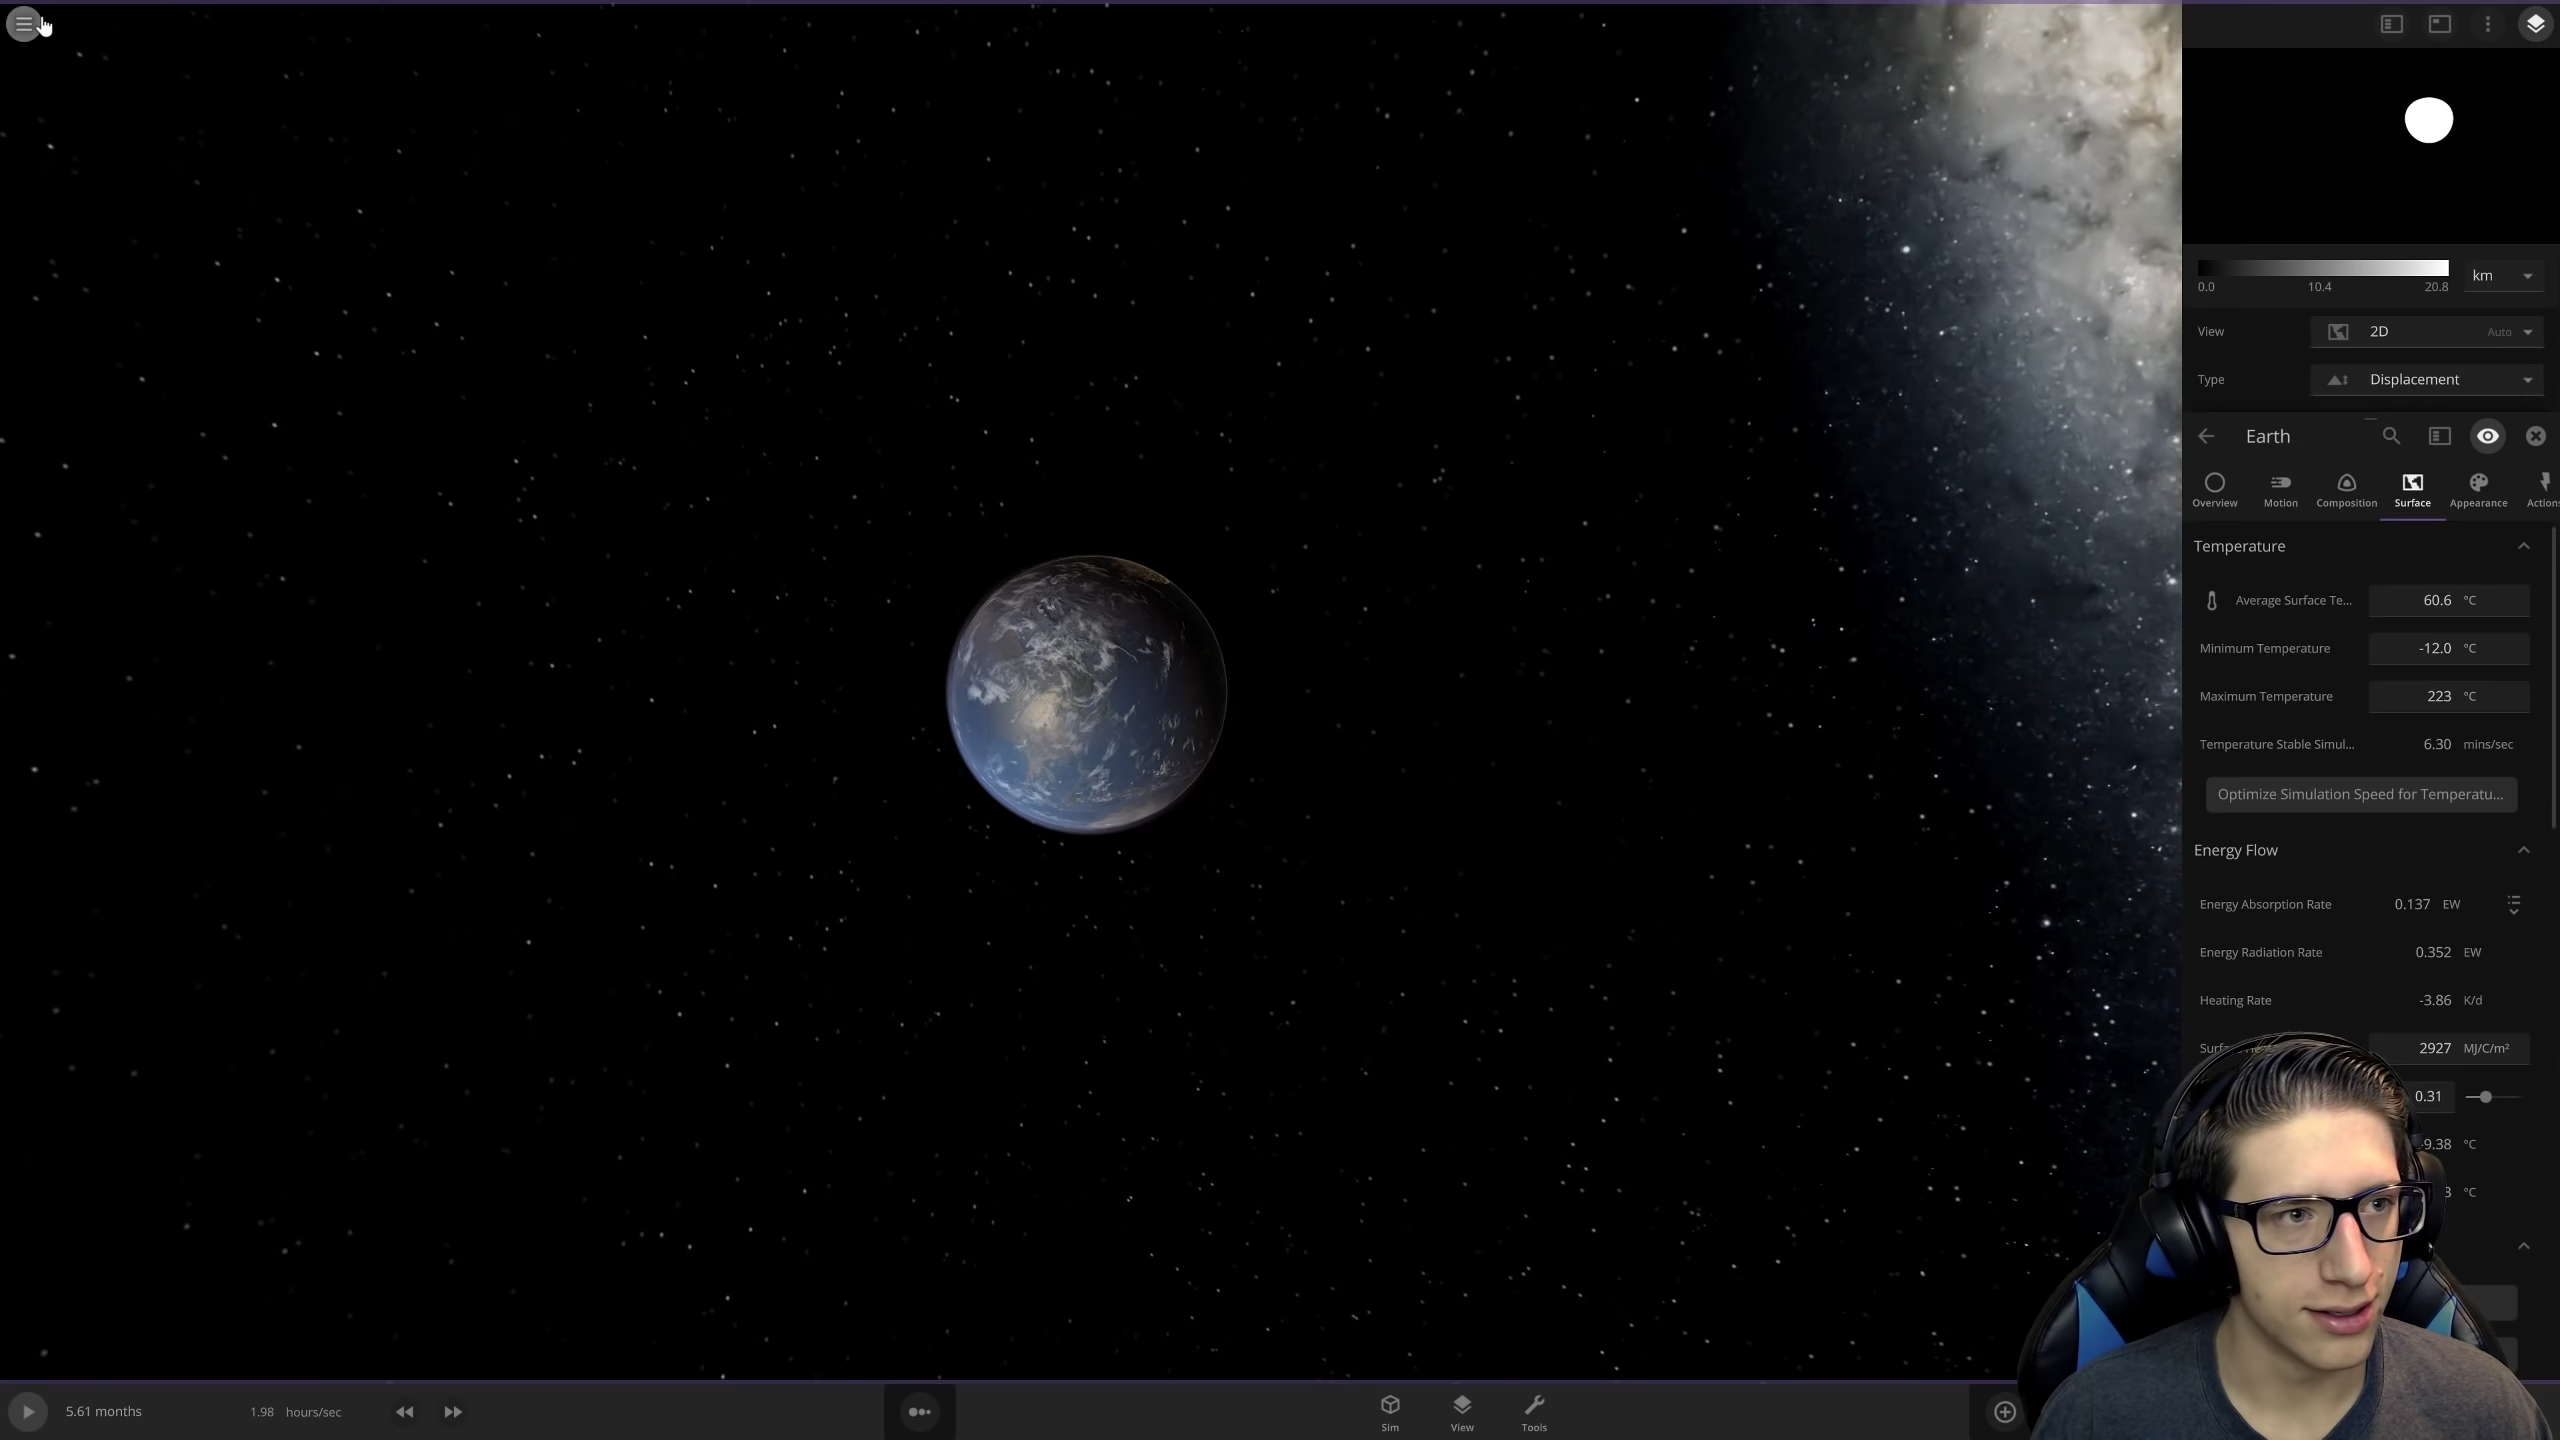 0.0 10.4 20.8 km
View 2D Auto
Type Displacement
Earth
Overview Motion Composition Surface Appearance Action
Temperature
Average Surface Te... 60.6 °C
Minimum Temperature -12.0 °C
Maximum Temperature 223 °C
Temperature Stable Simul... 6.30 mins/sec
Optimize Simulation Speed for Temperatu...
Energy Flow
Energy Absorption Rate 0.137 EW
Energy Radiation Rate 0.352 EW
Heating Rate -3.86 K/d
2927 MJ/C/m²
0.31
9.38 °C
°C
5.61 months 1.98 hours/sec Sim View Tools